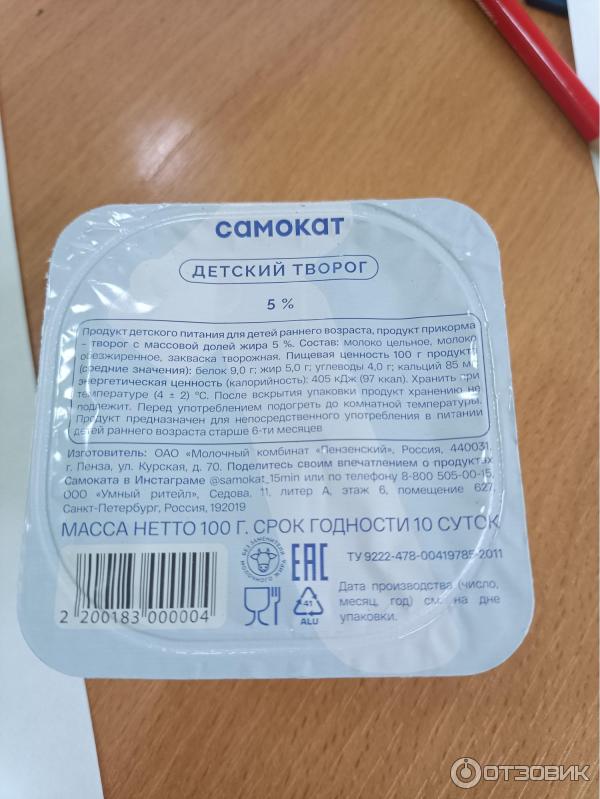 самокат
ДЕТСКИЙ ТВОРОГ
5 %
Продукт детского питания для детей раннего возраста, продукт прикорма
- творог с массовой долей жира 5 %. Состав: молоко цельное, молоко
обезжиренное, закваска творожная. Пищевая ценность 100 г продукта
(средние значения): белок 9,0 г; жир 5,0 г; углеводы 4,0 г; кальций 85 мг;
энергетическая ценность (калорийность): 405 кДж (97 ккал). Хранить при
температуре (4 ± 2) °С. После вскрытия упаковки продукт хранению не
подлежит. Перед употреблением подогреть до комнатной температуры.
Продукт предназначен для непосредственного употребления в питании
детей раннего возраста старше 6-ти месяцев
Изготовитель: ОАО «Молочный комбинат «Пензенский», Россия, 440031,
г. Пенза, ул. Курская, д. 70. Поделитесь своим впечатлением о продуктах
Самоката в Инстаграме @samokat_15min или по телефону 8-800 505-00-15,
ООО «Умный ритейл», Седова, 11, литер А, этаж 6, помещение 627,
Санкт-Петербург, Россия, 192019
МАССА НЕТТО 100 Г. СРОК ГОДНОСТИ 10 СУТОК
БЕЗ ЗАМЕНИТЕЛЯ
ЕАС
ТУ 9222-478-00419785-2011
2 200183 000004
41
ALU
Дата производства (число,
месяц, год) см. на дне
упаковки.
ОТЗОВИК